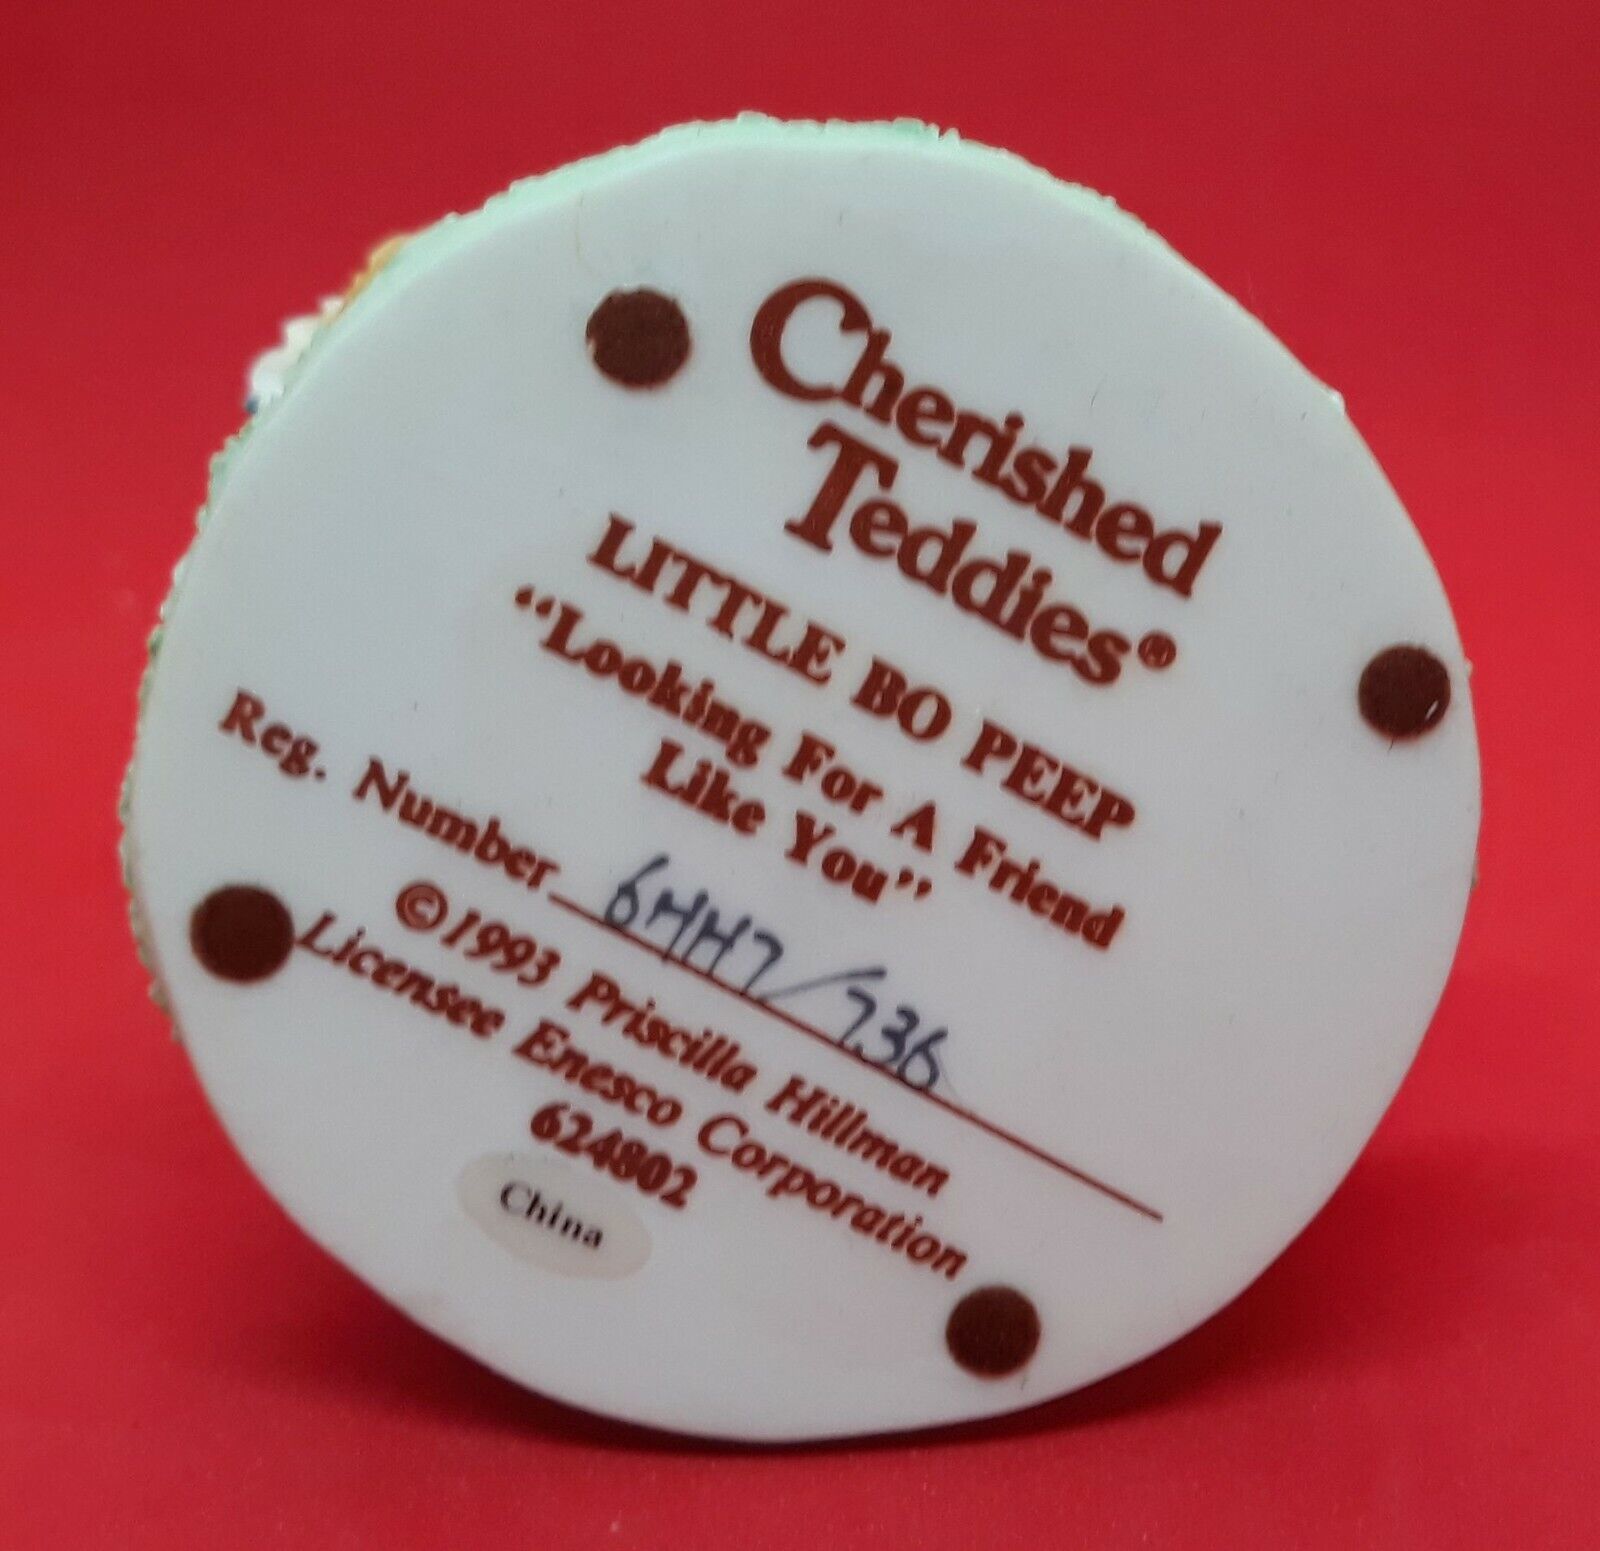 Cherished
Teddies®
LITTLE BO PEEP
“Looking For A Friend
Like You”
Reg. Number 6HH7/736
©1993 Priscilla Hillman
Licensee Enesco Corporation
624802
China